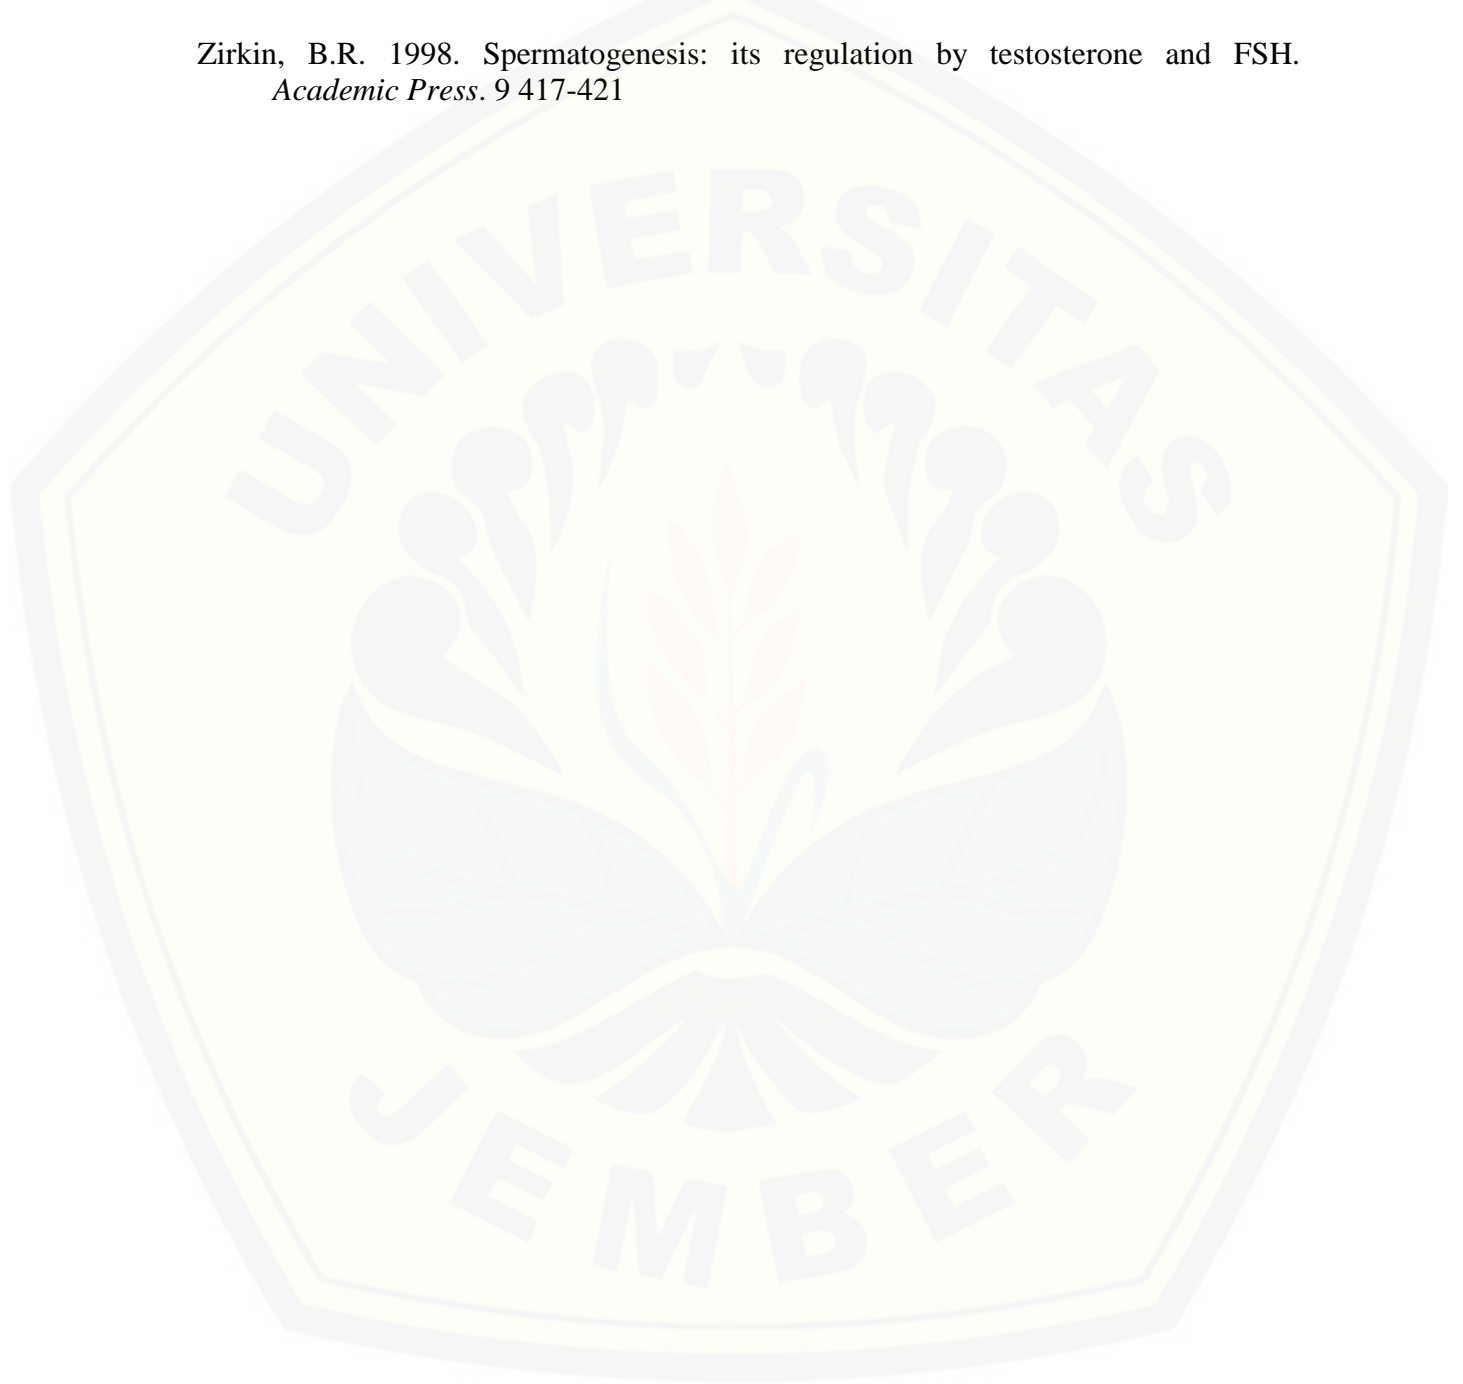 Zirkin, B.R. 1998. Spermatogenesis: its regulation by testosterone and FSH.
Academic Press. 9 417-421
UNIVERSITAS
JEMBER